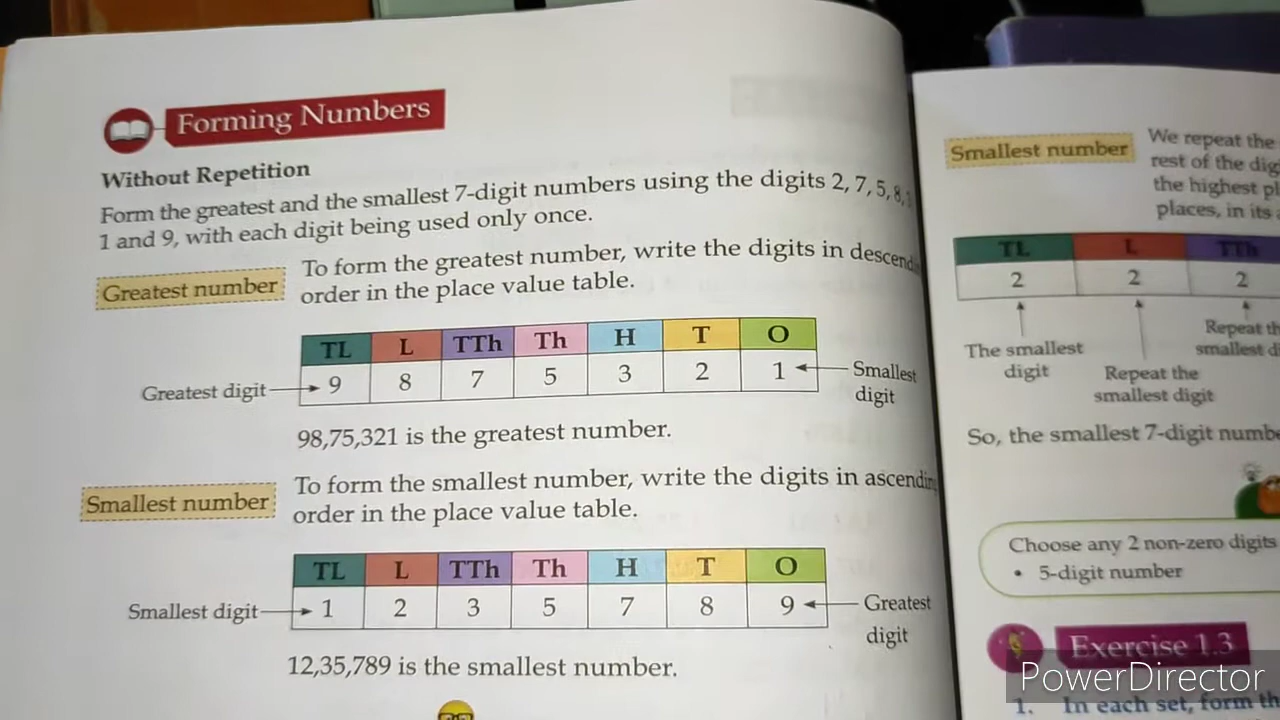 Forming Numbers
Without Repetition
Form the greatest and the smallest 7-digit numbers using the digits 2, 7, 5, 8,
1 and 9, with each digit being used only once.
Greatest number
To form the greatest number, write the digits in
order in the place value table.
TL L TTh Th H T O
Greatest digit 9 8 7 5 3 2 1 Smallest
digit
98,75,321 is the greatest number.
Smallest number
To form the smallest number, write the digits in
order in the place value table.
TL L TTh Th H T O
Smallest digit 1 2 3 5 7 8 9 Greatest
digit
12,35,789 is the smallest number.
Smallest number
We repeat the
rest of the dig
the highest pl
places, in its
TL L TTh
2 2 2
The smallest
digit
Repeat the
smallest digit
Repeat th
smallest di
So, the smallest 7-digit numbe
Choose any 2 non-zero digits
• 5-digit number
Exercise 1.3
1. In each set, form th
PowerDirector